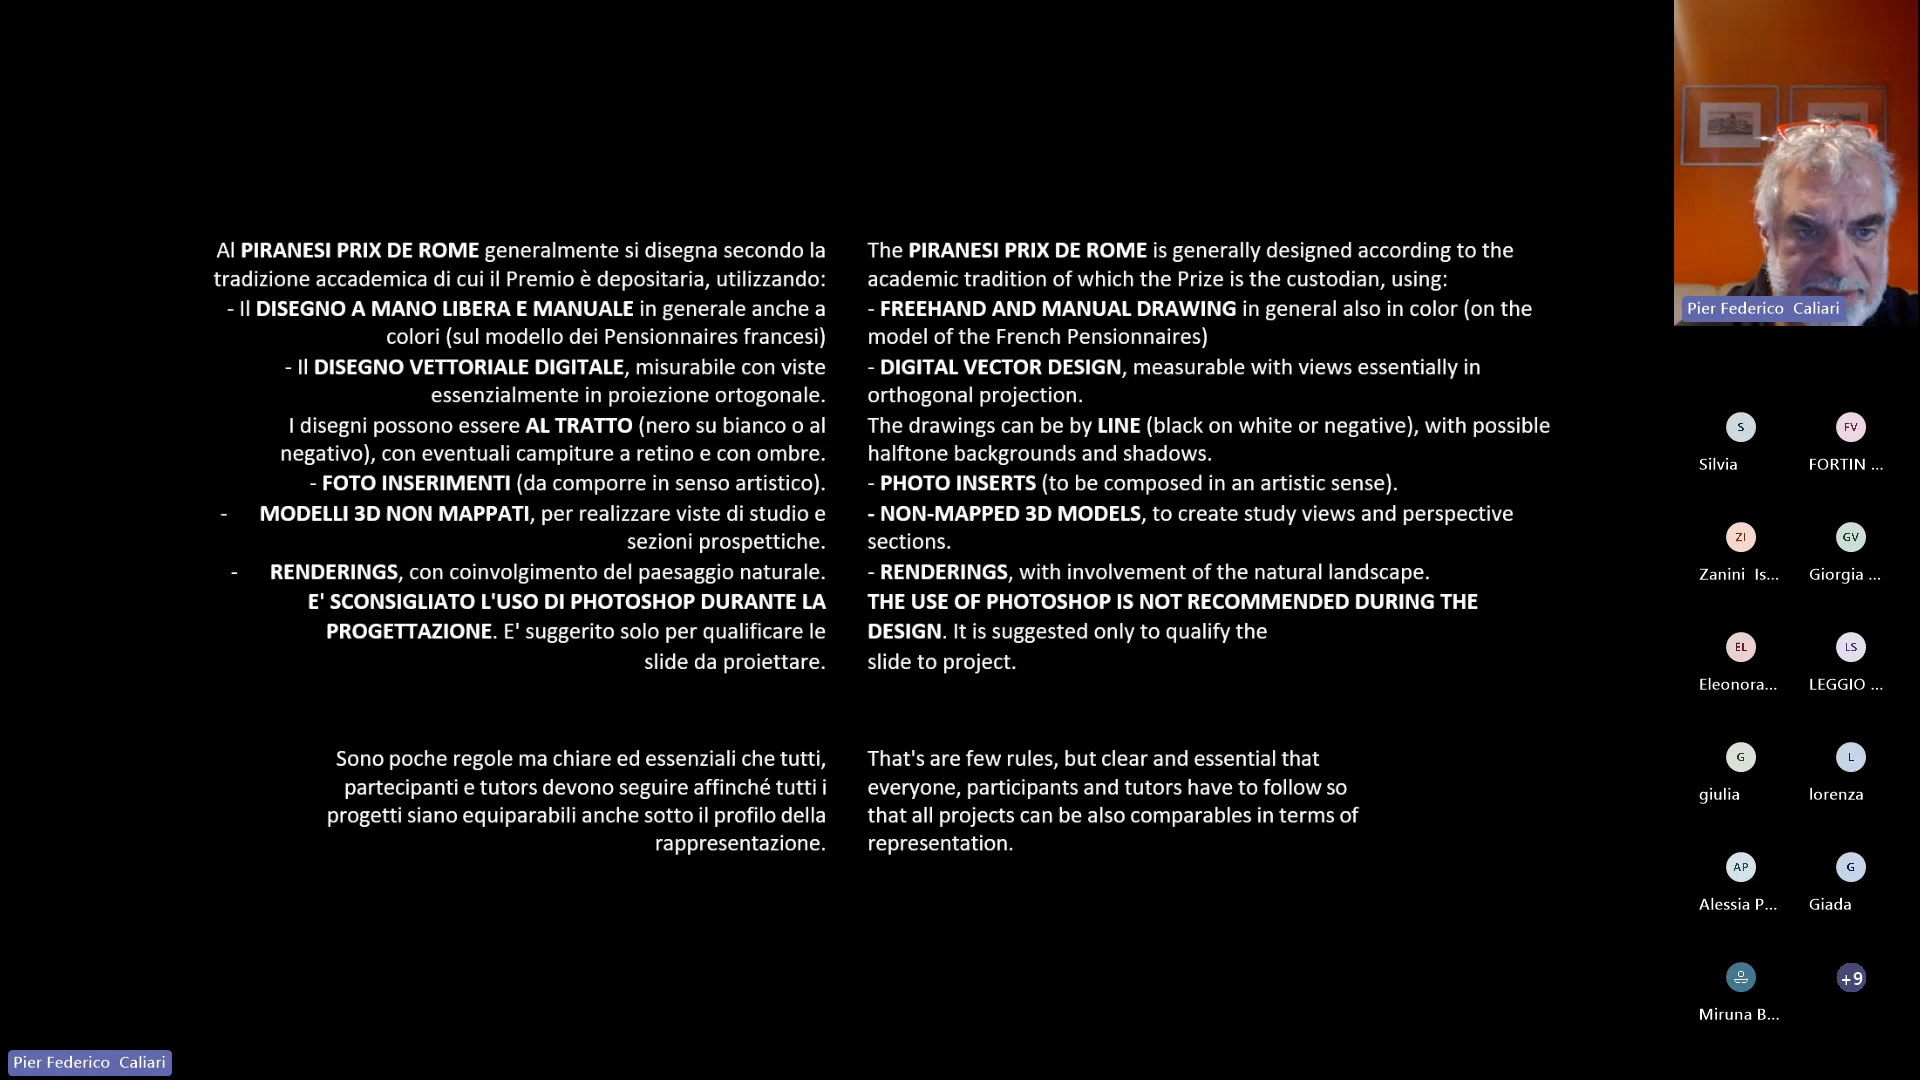 Al PIRANESI PRIX DE ROME generalmente si disegna secondo la
tradizione accademica di cui il Premio è depositaria, utilizzando:
- Il DISEGNO A MANO LIBERA E MANUALE in generale anche a
colori (sul modello dei Pensionnaires francesi)
- Il DISEGNO VETTORIALE DIGITALE, misurabile con viste
essenzialmente in proiezione ortogonale.
I disegni possono essere AL TRATTO (nero su bianco o al
negativo), con eventuali campiture a retino e con ombre.
- FOTO INSERIMENTI (da comporre in senso artistico).
- MODELLI 3D NON MAPPATI, per realizzare viste di studio e
sezioni prospettiche.
- RENDERINGS, con coinvolgimento del paesaggio naturale.
E' SCONSIGLIATO L'USO DI PHOTOSHOP DURANTE LA
PROGETTAZIONE. E' suggerito solo per qualificare le
slide da proiettare.
Sono poche regole ma chiare ed essenziali che tutti,
partecipanti e tutors devono seguire affinché tutti i
progetti siano equiparabili anche sotto il profilo della
rappresentazione.
The PIRANESI PRIX DE ROME is generally designed according to the
academic tradition of which the Prize is the custodian, using:
- FREEHAND AND MANUAL DRAWING in general also in color (on the
model of the French Pensionnaires)
- DIGITAL VECTOR DESIGN, measurable with views essentially in
orthogonal projection.
The drawings can be by LINE (black on white or negative), with possible
halftone backgrounds and shadows.
- PHOTO INSERTS (to be composed in an artistic sense).
- NON-MAPPED 3D MODELS, to create study views and perspective
sections.
- RENDERINGS, with involvement of the natural landscape.
THE USE OF PHOTOSHOP IS NOT RECOMMENDED DURING THE
DESIGN. It is suggested only to qualify the
slide to project.
That's are few rules, but clear and essential that
everyone, participants and tutors have to follow so
that all projects can be also comparables in terms of
representation.
Pier Federico Caliari
S
Silvia
FV
FORTIN ...
ZI
Zanini Is...
GV
Giorgia ...
EL
Eleonora...
LS
LEGGIO ...
G
giulia
L
lorenza
AP
Alessia P...
G
Giada
Miruna B...
+9
Pier Federico Caliari